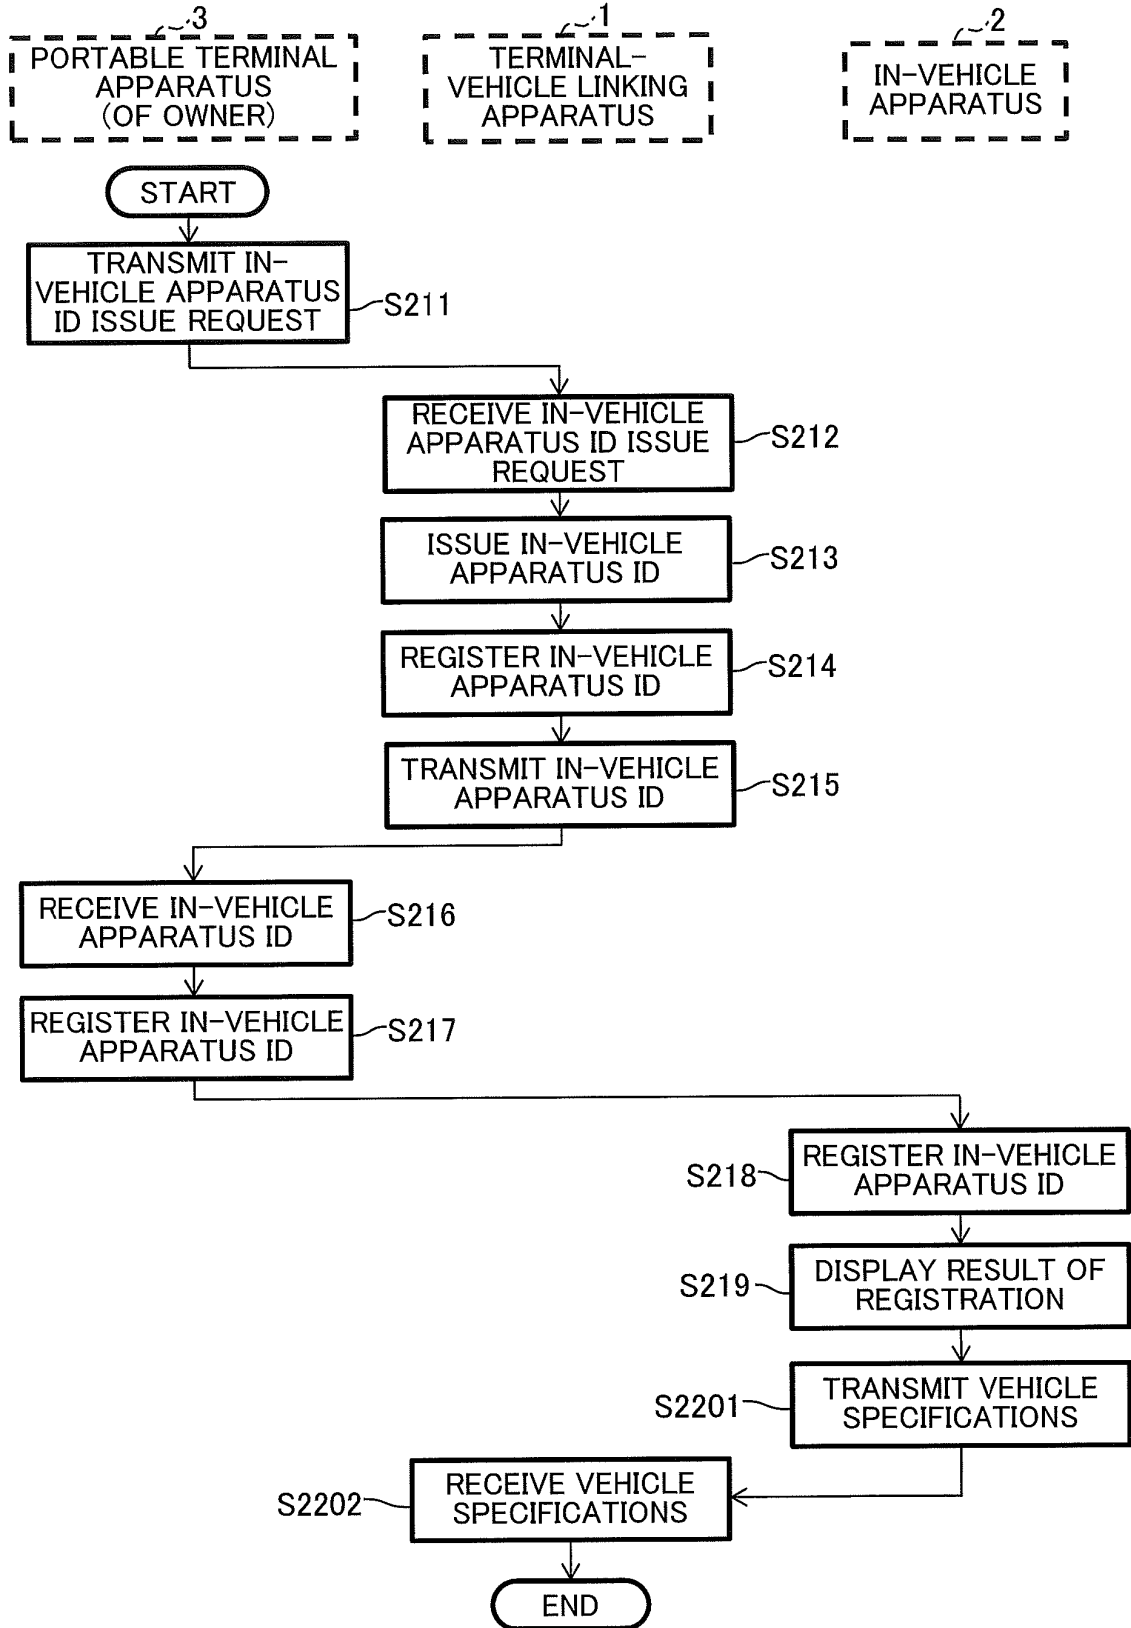 3
PORTABLE TERMINAL
APPARATUS
(OF OWNER)
1
TERMINAL-
VEHICLE LINKING
APPARATUS
2
IN-VEHICLE
APPARATUS
START
TRANSMIT IN-
VEHICLE APPARATUS
ID ISSUE REQUEST
S211
RECEIVE IN-VEHICLE
APPARATUS ID ISSUE
REQUEST
S212
ISSUE IN-VEHICLE
APPARATUS ID
S213
REGISTER IN-VEHICLE
APPARATUS ID
S214
TRANSMIT IN-VEHICLE
APPARATUS ID
S215
RECEIVE IN-VEHICLE
APPARATUS ID
S216
REGISTER IN-VEHICLE
APPARATUS ID
S217
S218
REGISTER IN-VEHICLE
APPARATUS ID
S219
DISPLAY RESULT OF
REGISTRATION
S2201
TRANSMIT VEHICLE
SPECIFICATIONS
S2202
RECEIVE VEHICLE
SPECIFICATIONS
END